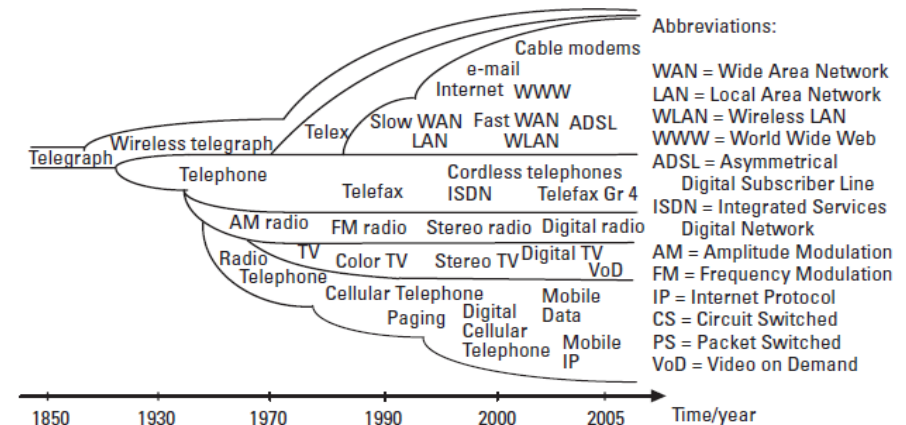 Abbreviations:
WAN = Wide Area Network
LAN = Local Area Network
WLAN = Wireless LAN
WWW = World Wide Web
ADSL = Asymmetrical
Digital Subscriber Line
ISDN = Integrated Services
Digital Network
AM = Amplitude Modulation
FM = Frequency Modulation
IP = Internet Protocol
CS = Circuit Switched
PS = Packet Switched
VoD = Video on Demand
Cable modems
e-mail
Internet WWW
Telex
Slow WAN Fast WAN ADSL
LAN WLAN
Wireless telegraph
Telegraph
Telephone
Cordless telephones
Telefax ISDN Telefax Gr 4
AM radio FM radio Stereo radio Digital radio
TV Color TV Stereo TV Digital TV
VoD
Radio
Telephone
Cellular Telephone
Paging
Digital
Cellular
Telephone
Mobile
Data
Mobile
IP
1850 1930 1970 1990 2000 2005 Time/year